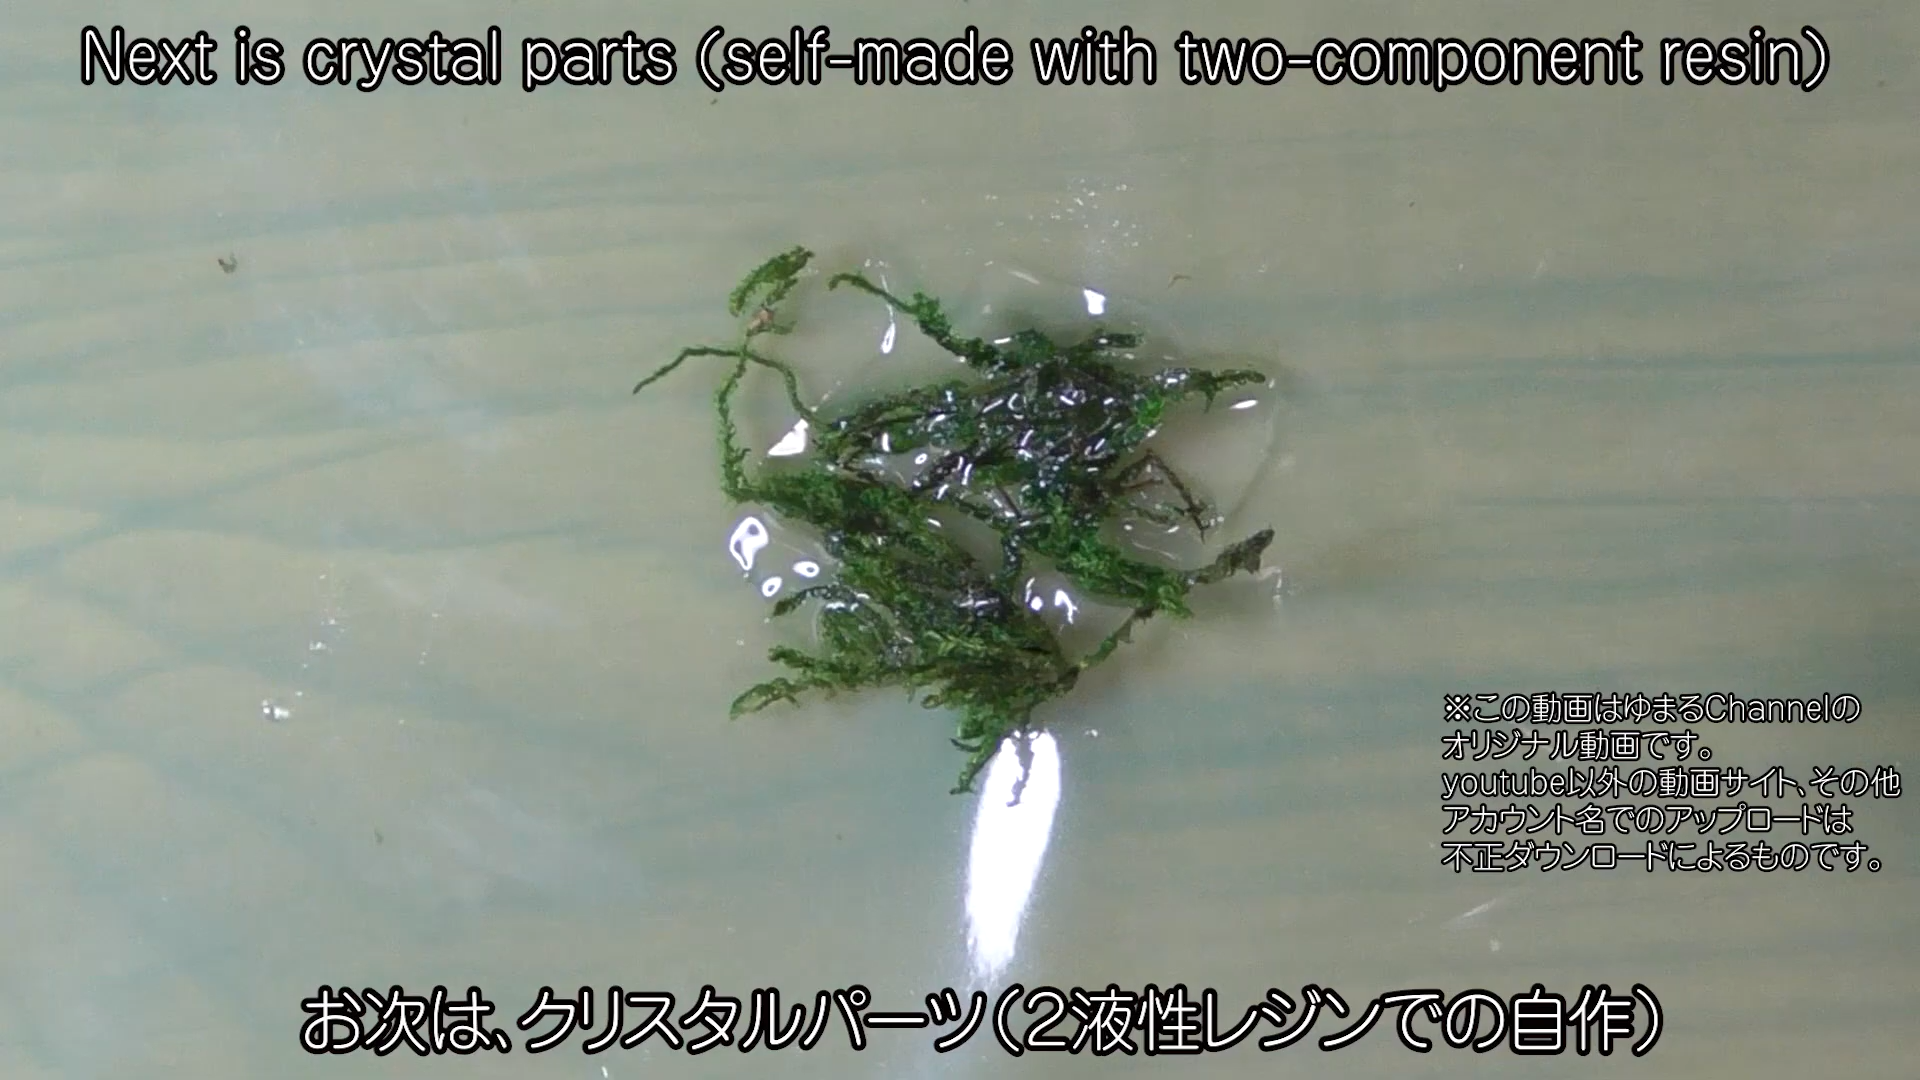 Next is crystal parts (self-made with two-component resin)
※この動画はゆまるChannelの
オリジナル動画です。
youtube以外の動画サイト、その他
アカウント名でのアップロードは
不正ダウンロードによるものです。
お次は、クリスタルパーツ（２液性レジンでの自作）